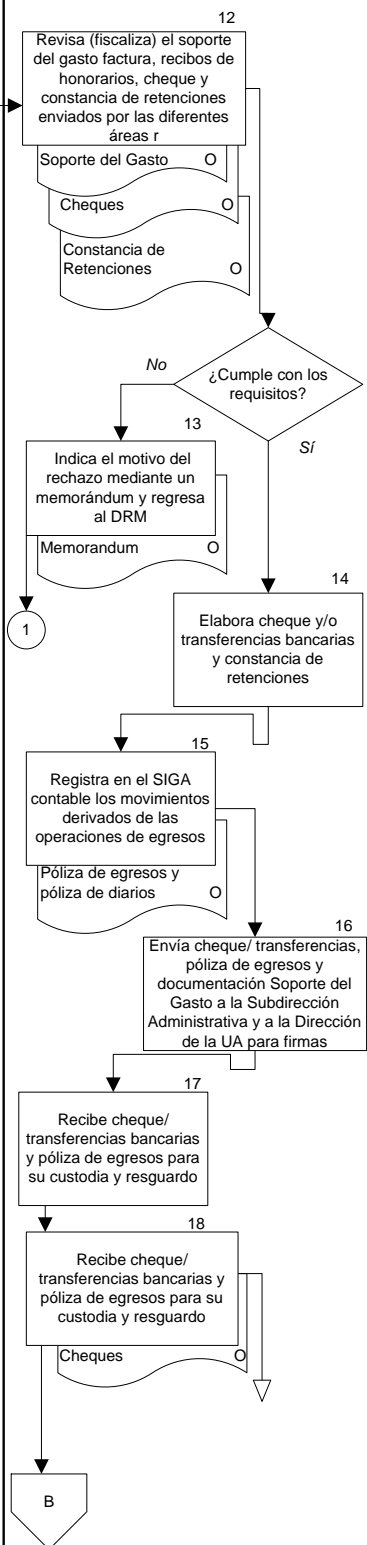 12
Revisa (fiscaliza) el soporte
del gasto factura, recibos de
honorarios, cheque y
constancia de retenciones
enviados por las diferentes
áreas r
Soporte del Gasto O
Cheques O
Constancia de
Retenciones O
¿Cumple con los
requisitos?
No
Sí
13
Indica el motivo del
rechazo mediante un
memorándum y regresa
al DRM
Memorandum O
1
14
Elabora cheque y/o
transferencias bancarias
y constancia de
retenciones
15
Registra en el SIGA
contable los movimientos
derivados de las
operaciones de egresos
Póliza de egresos y
póliza de diarios O
16
Envía cheque/ transferencias,
póliza de egresos y
documentación Soporte del
Gasto a la Subdirección
Administrativa y a la Dirección
de la UA para firmas
17
Recibe cheque/
transferencias bancarias
y póliza de egresos para
su custodia y resguardo
18
Recibe cheque/
transferencias bancarias y
póliza de egresos para su
custodia y resguardo
Cheques O
B